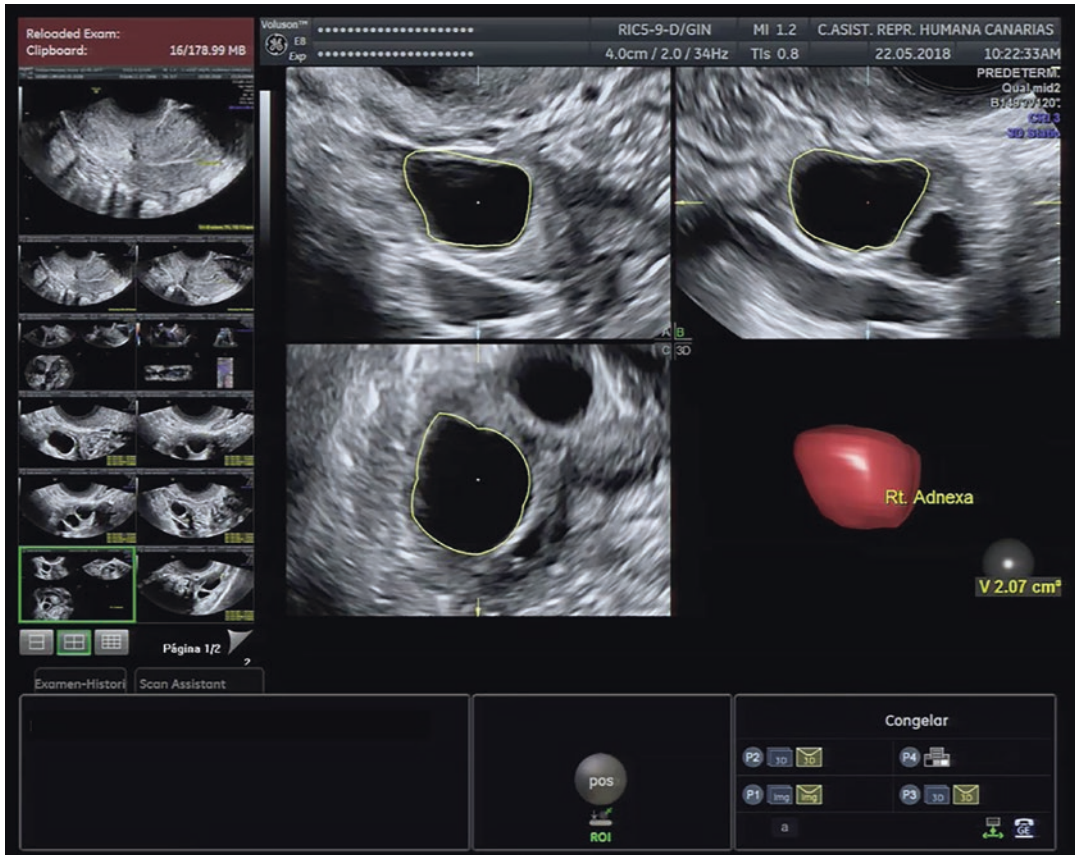 Reloaded Exam:
Clipboard: 16/178.99 MB
Voluson™
E8
Exp
RIC5-9-D/GIN MI 1.2 C.ASIST. REPR. HUMANA CANARIAS
4.0cm / 2.0 / 34Hz TIs 0.8 22.05.2018 10:22:33AM
PREDETERM.
Qual mid2
3D Static
A B
C 3D
Rt. Adnexa
V 2.07 cm³
Página 1/2
2
Examen-Histori Scan Assistant
Congelar
pos
ROI
P2 3D 3D P4
P1 img img P3 3D 3D
a GE